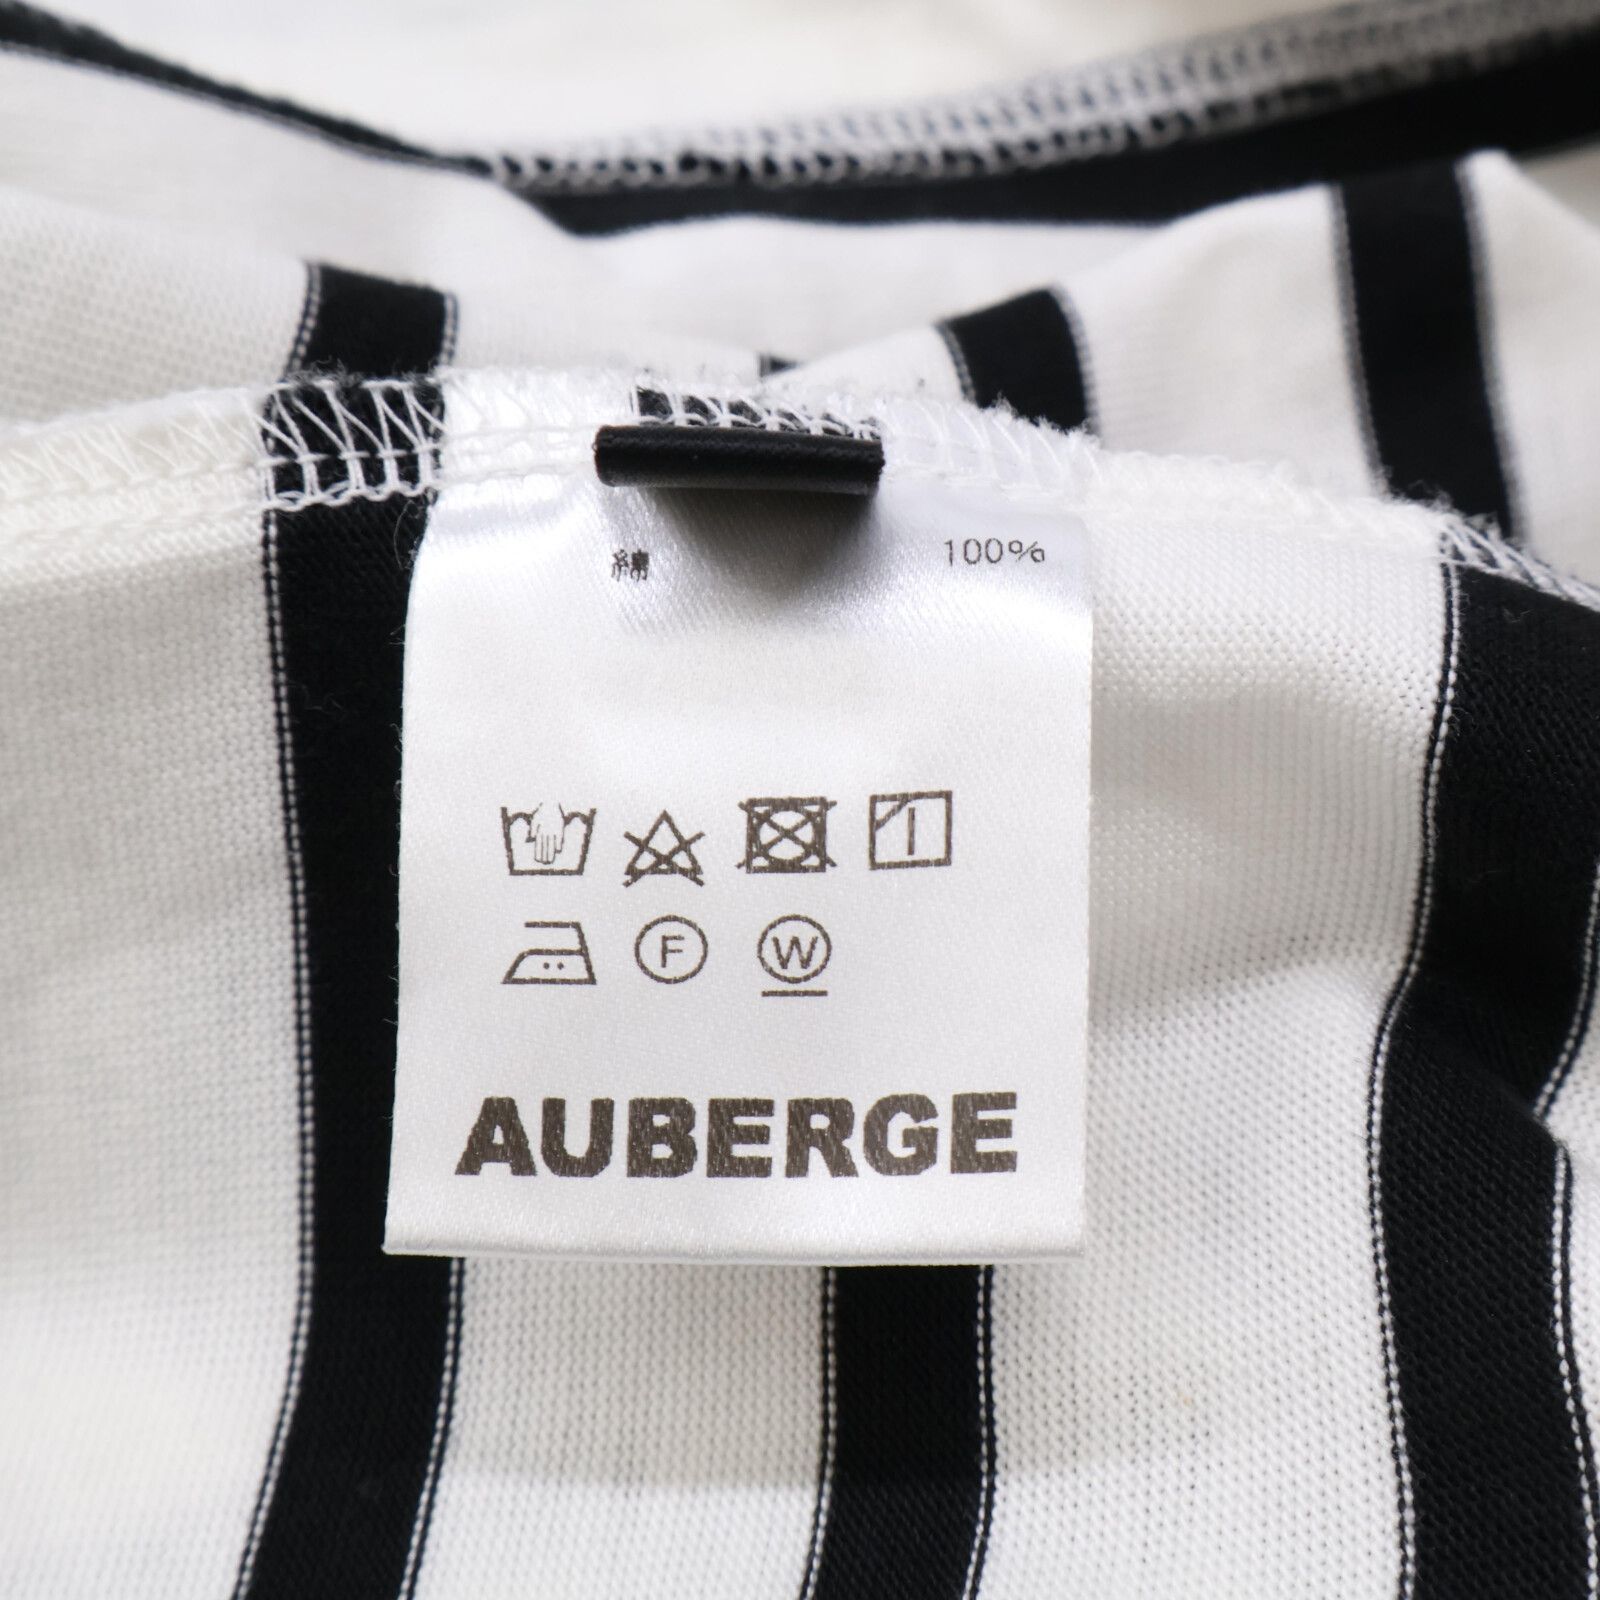 綿 100%
F W
AUBERGE